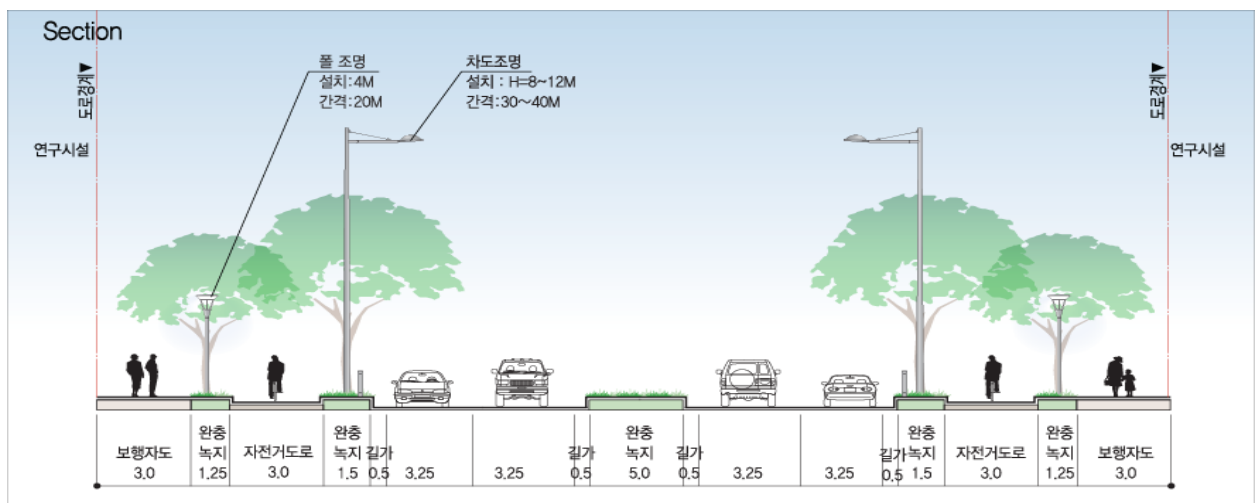 Section
폴 조명
설치:4M
간격:20M
차도조명
설치 : H=8~12M
간격:30~40M
도로경계▼
도로경계▼
연구시설
연구시설
보행자도
3.0
완충
녹지
1.25
자전거도로
3.0
완충
녹지
1.5
길가
0.5
3.25
3.25
길가
0.5
완충
녹지
5.0
길가
0.5
3.25
3.25
길가
0.5
완충
녹지
1.5
자전거도로
3.0
완충
녹지
1.25
보행자도
3.0